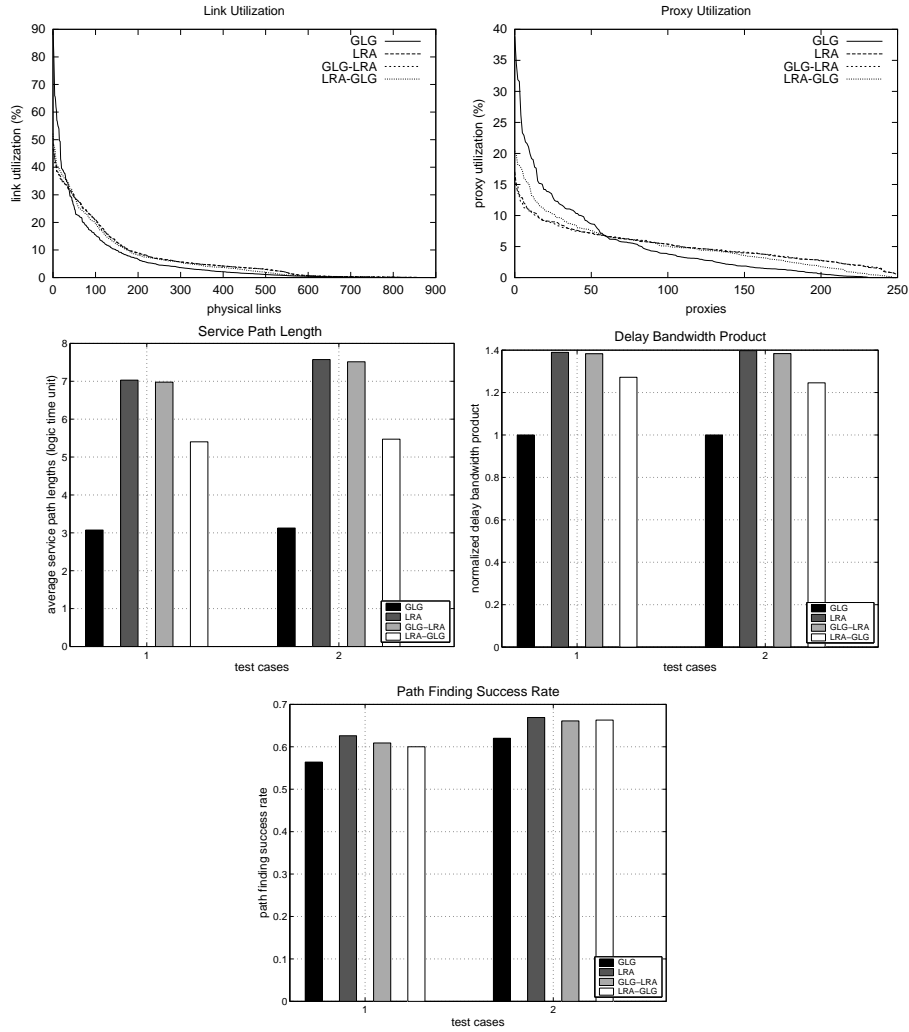 Link Utilization
90
80
70
60
50
40
30
20
10
0
link utilization (%)
GLG
LRA
GLG-LRA
LRA-GLG
0 100 200 300 400 500 600 700 800 900
physical links
Proxy Utilization
40
35
30
25
20
15
10
5
0
proxy utilization (%)
GLG
LRA
GLG-LRA
LRA-GLG
0 50 100 150 200 250
proxies
Service Path Length
8
7
6
5
4
3
2
1
0
average service path lengths (logic time unit)
GLG
LRA
GLG–LRA
LRA–GLG
1 2
test cases
Delay Bandwidth Product
1.4
1.2
1
0.8
0.6
0.4
0.2
0
normalized delay bandwidth product
GLG
LRA
GLG–LRA
LRA–GLG
1 2
test cases
Path Finding Success Rate
0.7
0.6
0.5
0.4
0.3
0.2
0.1
0
path finding success rate
GLG
LRA
GLG–LRA
LRA–GLG
1 2
test cases